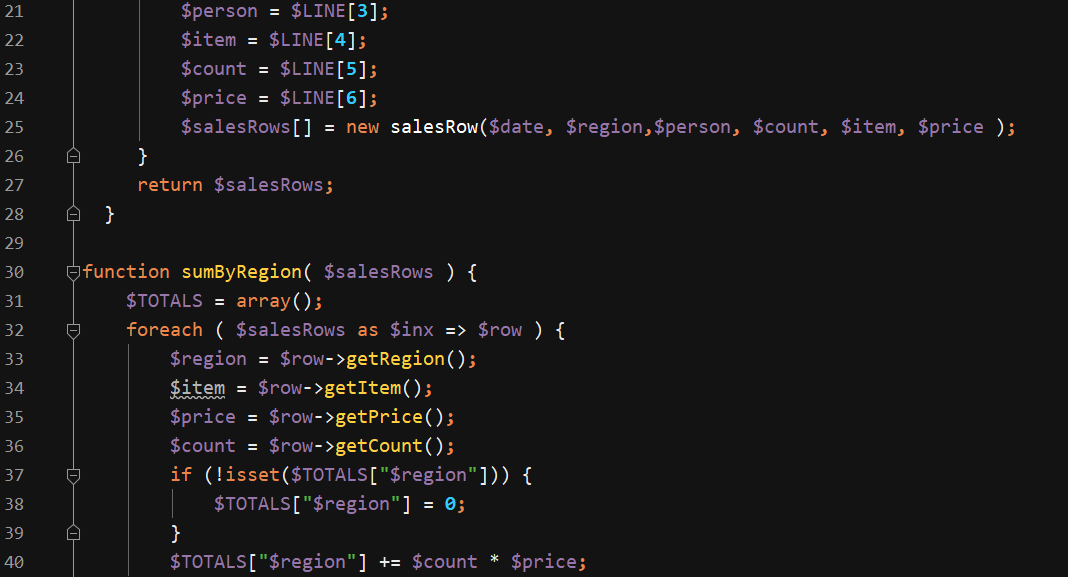 21 $person = $LINE[3];
22 $item = $LINE[4];
23 $count = $LINE[5];
24 $price = $LINE[6];
25 $salesRows[] = new salesRow($date, $region,$person, $count, $item, $price );
26 }
27 return $salesRows;
28 }
29
30 function sumByRegion( $salesRows ) {
31 $TOTALS = array();
32 foreach ( $salesRows as $inx => $row ) {
33 $region = $row->getRegion();
34 $item = $row->getItem();
35 $price = $row->getPrice();
36 $count = $row->getCount();
37 if (!isset($TOTALS["$region"])) {
38 $TOTALS["$region"] = 0;
39 }
40 $TOTALS["$region"] += $count * $price;